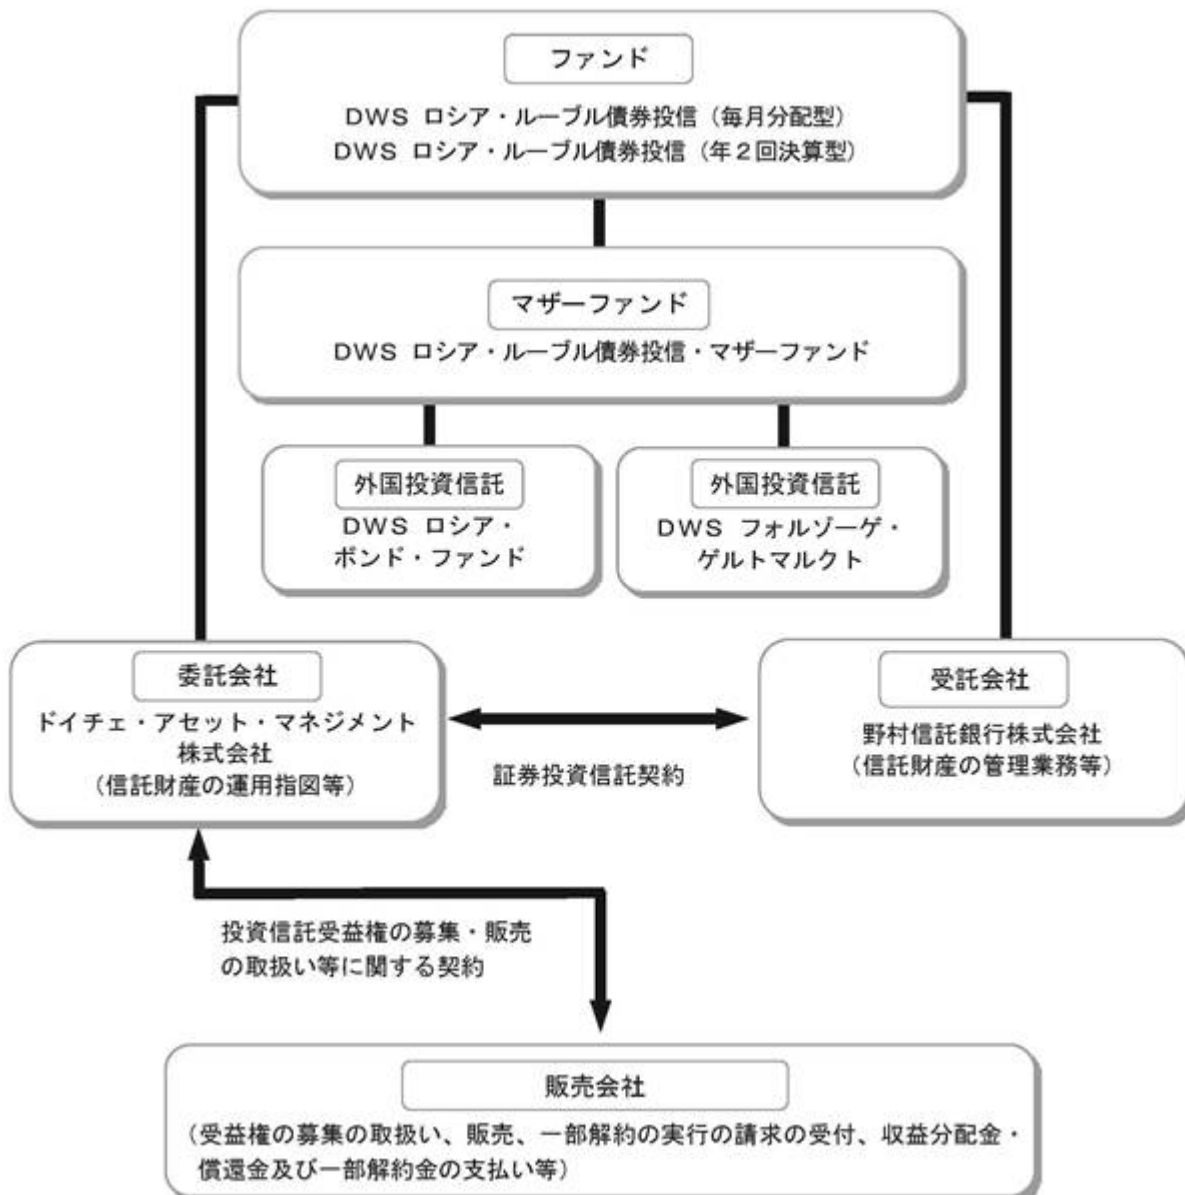 ファンド
DWS ロシア・ルーブル債券投信（毎月分配型）
DWS ロシア・ルーブル債券投信（年２回決算型）
マザーファンド
DWS ロシア・ルーブル債券投信・マザーファンド
外国投資信託
DWS ロシア・
ボンド・ファンド
外国投資信託
DWS フォルゾーゲ・
ゲルトマルクト
委託会社
ドイチェ・アセット・マネジメント
株式会社
（信託財産の運用指図等）
証券投資信託契約
受託会社
野村信託銀行株式会社
（信託財産の管理業務等）
投資信託受益権の募集・販売
の取扱い等に関する契約
販売会社
（受益権の募集の取扱い、販売、一部解約の実行の請求の受付、収益分配金・
償還金及び一部解約金の支払い等）